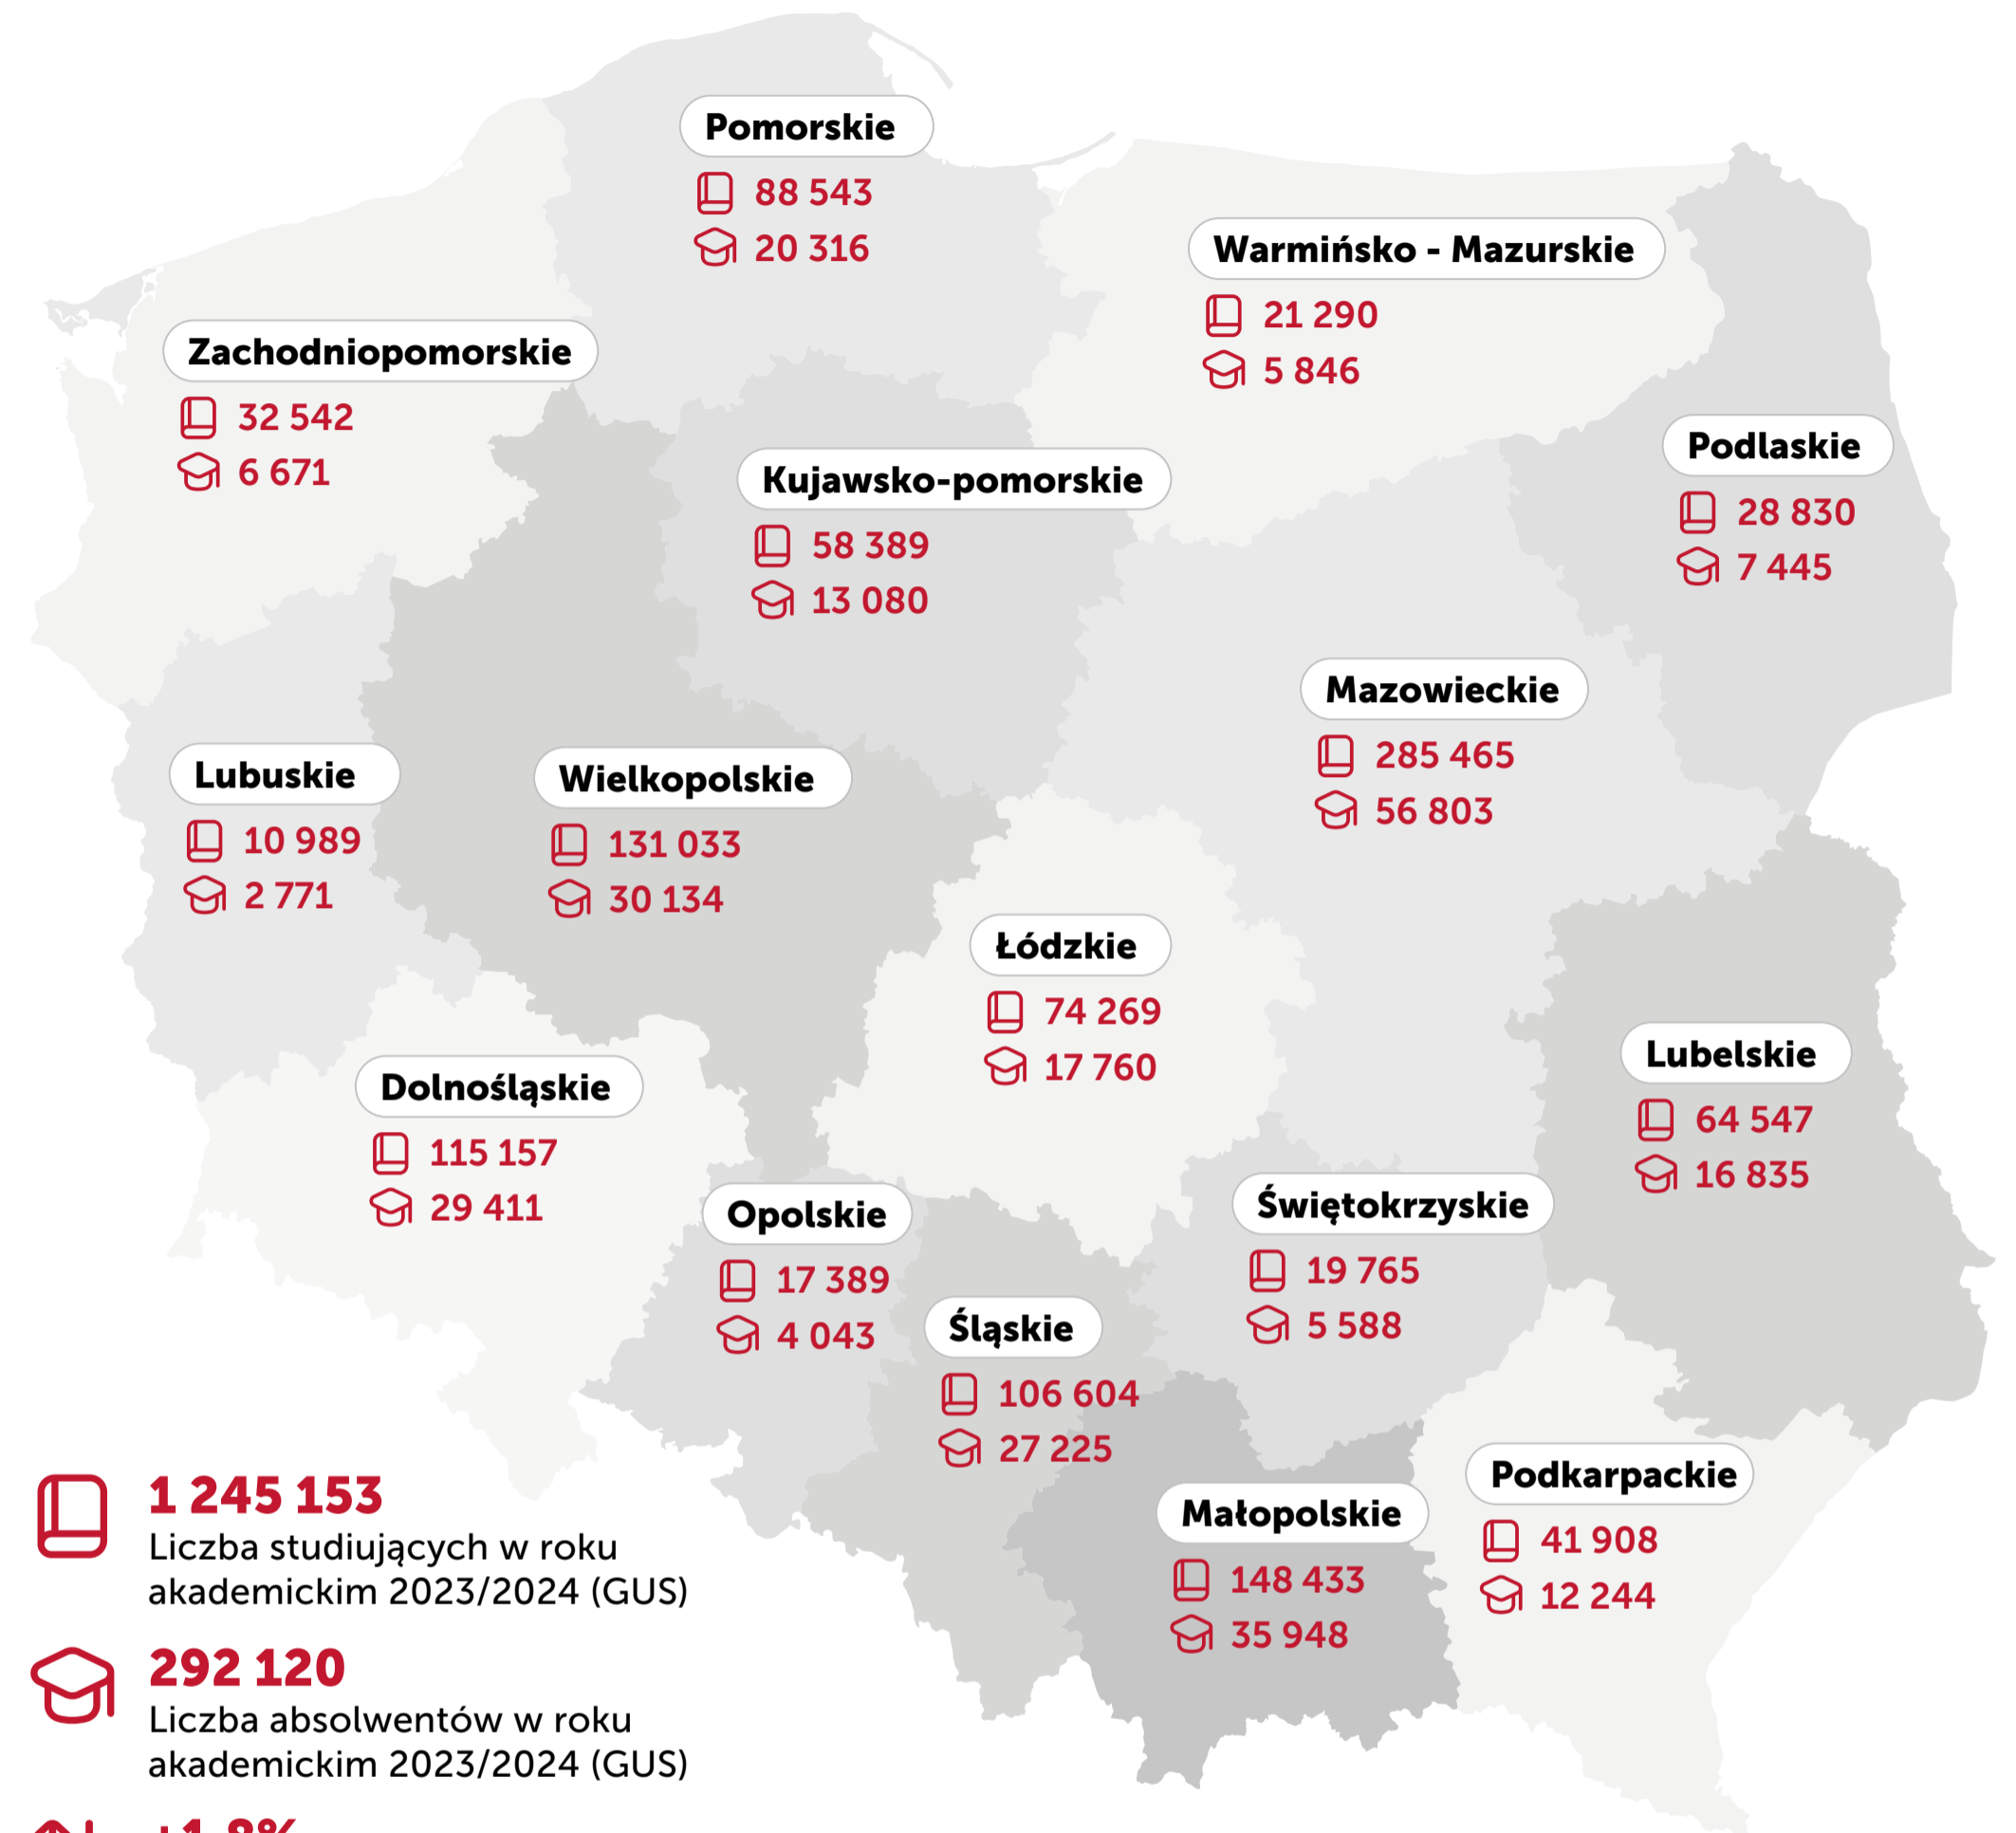 Pomorskie
88 543
20 316
Warmińsko - Mazurskie
21 290
5 846
Zachodniopomorskie
32 542
6 671
Podlaskie
28 830
7 445
Kujawsko-pomorskie
58 389
13 080
Mazowieckie
285 465
56 803
Lubuskie
10 989
2 771
Wielkopolskie
131 033
30 134
Łódzkie
74 269
17 760
Lubelskie
64 547
16 835
Dolnośląskie
115 157
29 411
Opolskie
17 389
4 043
Świętokrzyskie
19 765
5 588
Śląskie
106 604
27 225
Podkarpackie
41 908
12 244
Małopolskie
148 433
35 948
1 245 153
Liczba studiujących w roku
akademickim 2023/2024 (GUS)
292 120
Liczba absolwentów w roku
akademickim 2023/2024 (GUS)